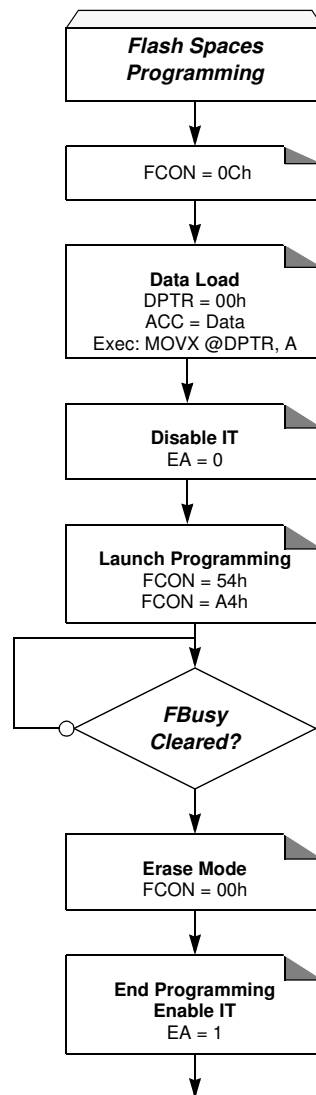 Flash Spaces
Programming
FCON = 0Ch
Data Load
DPTR = 00h
ACC = Data
Exec: MOVX @DPTR, A
Disable IT
EA = 0
Launch Programming
FCON = 54h
FCON = A4h
FBusy
Cleared?
Erase Mode
FCON = 00h
End Programming
Enable IT
EA = 1